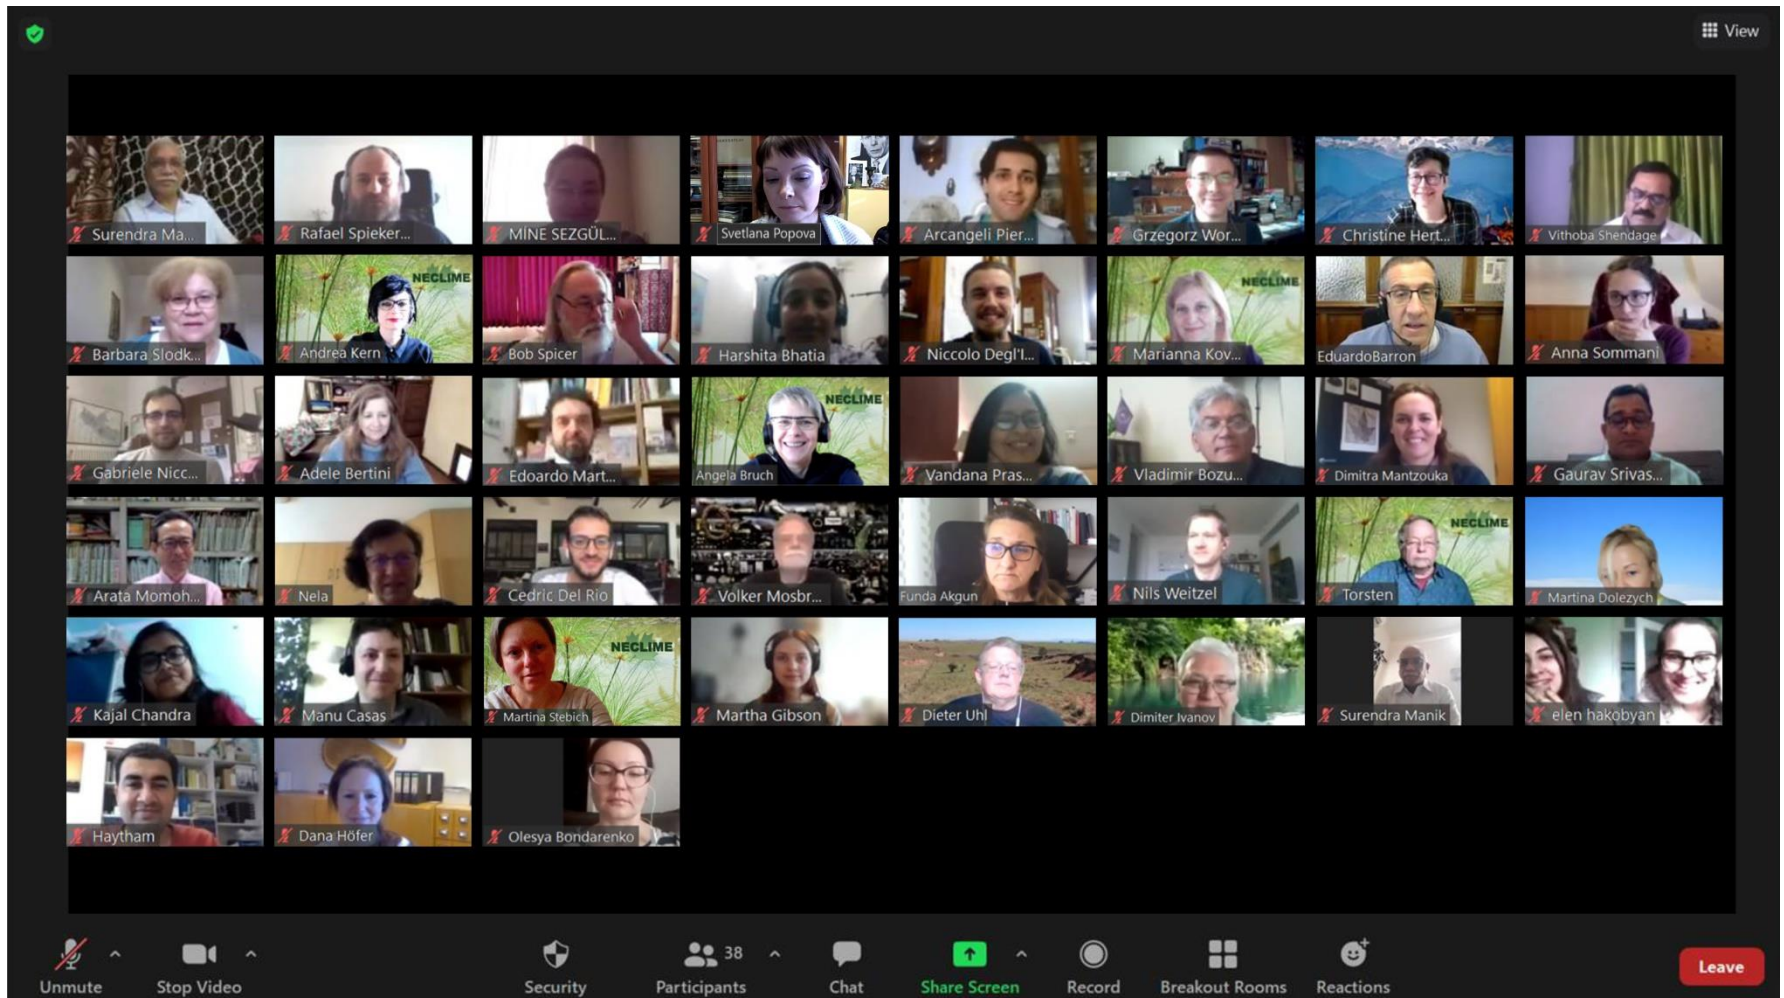 View
Surendra Ma...
Rafael Spieker...
MİNE SEZGÜL...
Svetlana Popova
Arcangeli Pier...
Grzegorz Wor...
Christine Hert...
Vithoba Shendage
Barbara Slodk...
NECLIME
Andrea Kern
Bob Spicer
Harshita Bhatia
Niccolo Degl'I...
NECLIME
Marianna Kov...
EduardoBarron
Anna Sommani
Gabriele Nicc...
Adele Bertini
Edoardo Mart...
NECLIME
Angela Bruch
Vandana Pras...
Vladimir Bozu...
Dimitra Mantzouka
Gaurav Srivas...
Arata Momoh...
Nela
Cedric Del Rio
Volker Mosbr...
Funda Akgun
Nils Weitzel
NECLIME
Torsten
Martina Dolezych
Kajal Chandra
Manu Casas
NECLIME
Martina Stebich
Martha Gibson
Dieter Uhl
Dimiter Ivanov
Surendra Manik
elen hakobyan
Haytham
Dana Höfer
Olesya Bondarenko
38
Unmute
Stop Video
Security
Participants
Chat
Share Screen
Record
Breakout Rooms
Reactions
Leave